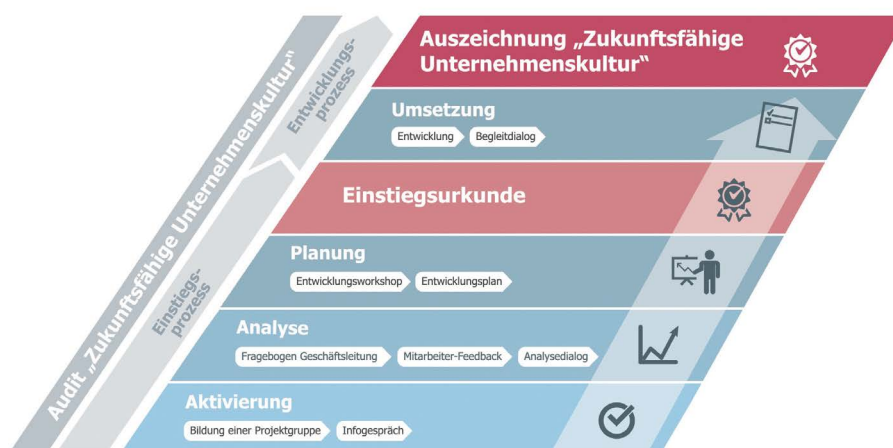 Audit „Zukunftsfähige Unternehmenskultur“
Entwicklungs-
prozess
Einstiegs-
prozess
Auszeichnung „Zukunftsfähige
Unternehmenskultur“
Umsetzung
Entwicklung
Begleitdialog
Einstiegsurkunde
Planung
Entwicklungsworkshop
Entwicklungsplan
Analyse
Fragebogen Geschäftsleitung
Mitarbeiter-Feedback
Analysedialog
Aktivierung
Bildung einer Projektgruppe
Infogespräch